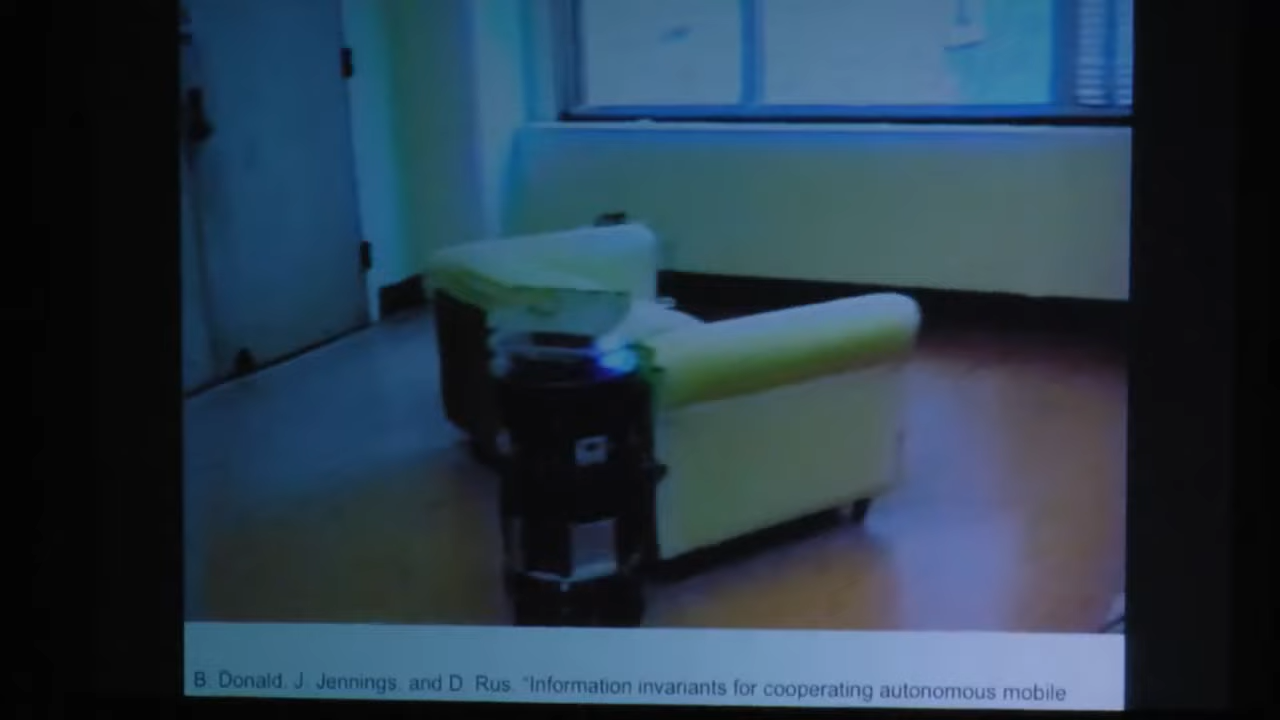 B. Donald, J. Jennings, and D. Rus, "Information invariants for cooperating autonomous mobile